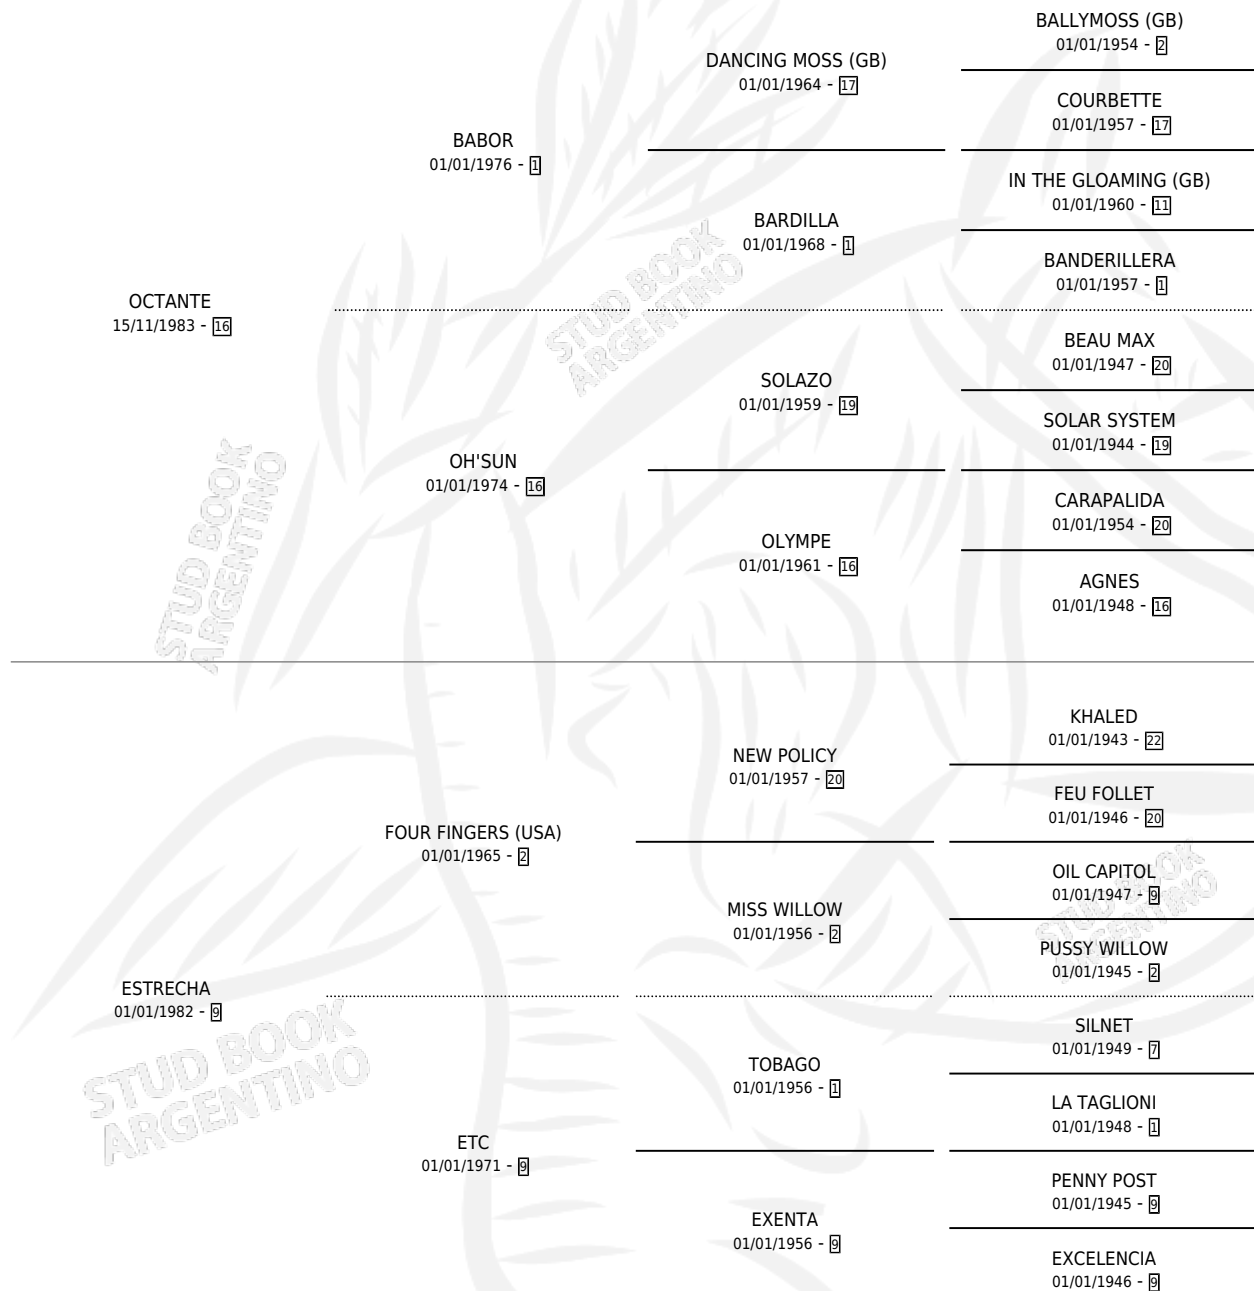 BALLYMOSS (GB)
01/01/1954 - 2
DANCING MOSS (GB)
01/01/1964 - 17
COURBETTE
01/01/1957 - 17
BABOR
01/01/1976 - 1
IN THE GLOAMING (GB)
01/01/1960 - 11
BARDILLA
01/01/1968 - 1
BANDERILLERA
01/01/1957 - 1
OCTANTE
15/11/1983 - 16
BEAU MAX
01/01/1947 - 20
SOLAZO
01/01/1959 - 19
SOLAR SYSTEM
01/01/1944 - 19
OH'SUN
01/01/1974 - 16
CARAPALIDA
01/01/1954 - 20
OLYMPE
01/01/1961 - 16
AGNES
01/01/1948 - 16
KHALED
01/01/1943 - 22
NEW POLICY
01/01/1957 - 20
FEU FOLLET
01/01/1946 - 20
FOUR FINGERS (USA)
01/01/1965 - 2
OIL CAPITOL
01/01/1947 - 9
MISS WILLOW
01/01/1956 - 2
PUSSY WILLOW
01/01/1945 - 2
ESTRECHA
01/01/1982 - 9
SILNET
01/01/1949 - 7
TOBAGO
01/01/1956 - 1
LA TAGLIONI
01/01/1948 - 1
ETC
01/01/1971 - 9
PENNY POST
01/01/1945 - 9
EXENTA
01/01/1956 - 9
EXCELENCIA
01/01/1946 - 9
STUD BOOK
ARGENTINO
STUD BOOK
ARGENTINO
STUD BOOK
ARGENTINO
STUD BOOK
ARGENTINO